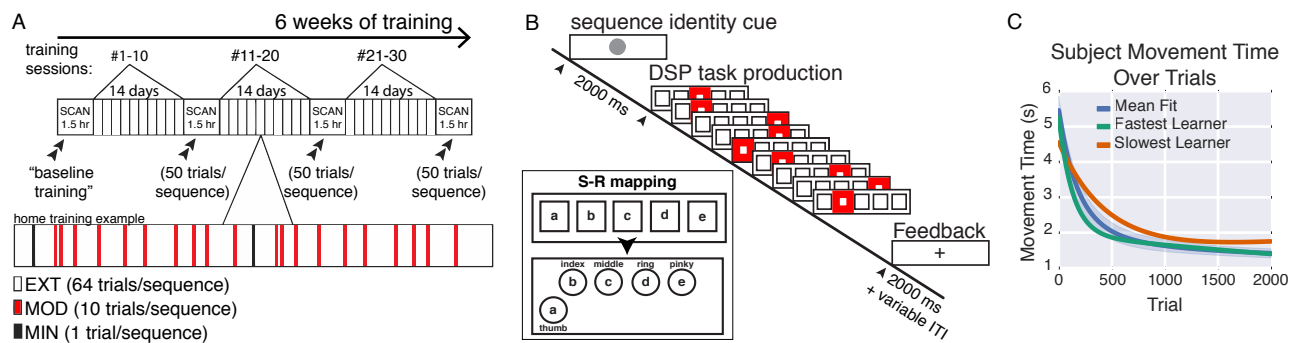 A
6 weeks of training
training
sessions:
#1-10
#11-20
#21-30
14 days
14 days
14 days
SCAN
1.5 hr
SCAN
1.5 hr
SCAN
1.5 hr
SCAN
1.5 hr
“baseline
training”
(50 trials/
sequence)
(50 trials/
sequence)
(50 trials/
sequence)
home training example
EXT (64 trials/sequence)
MOD (10 trials/sequence)
MIN (1 trial/sequence)
B
sequence identity cue
2000 ms
DSP task production
S-R mapping
a b c d e
index middle ring pinky
b c d e
a
thumb
Feedback
+
2000 ms
+ variable ITI
C
Subject Movement Time
Over Trials
Movement Time (s)
6
5
4
3
2
1
Mean Fit
Fastest Learner
Slowest Learner
0 500 1000 1500 2000
Trial